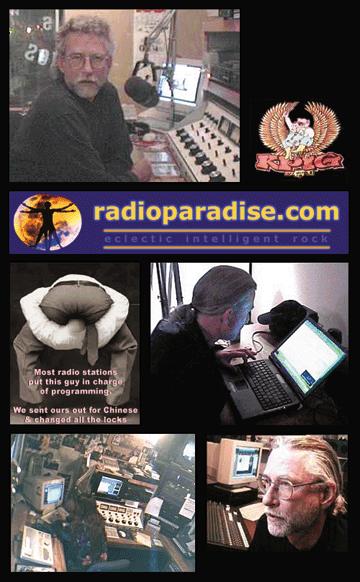 KPIG
radioparadise.com
eclectic intelligent rock
Most radio stations
put this guy in charge
of programming.
We sent ours out for Chinese
& changed all the locks